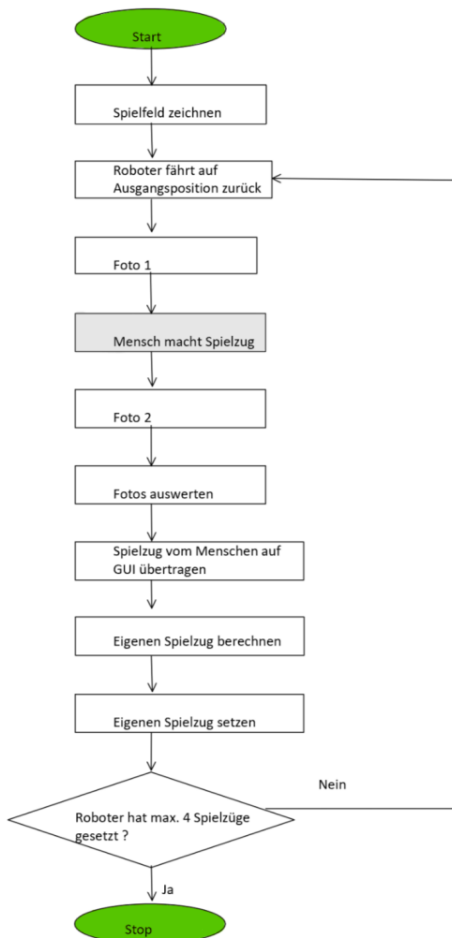 Start
Spielfeld zeichnen
Roboter fährt auf
Ausgangsposition zurück
Foto 1
Mensch macht Spielzug
Foto 2
Fotos auswerten
Spielzug vom Menschen auf
GUI übertragen
Eigenen Spielzug berechnen
Eigenen Spielzug setzen
Nein
Roboter hat max. 4 Spielzüge
gesetzt ?
Ja
Stop